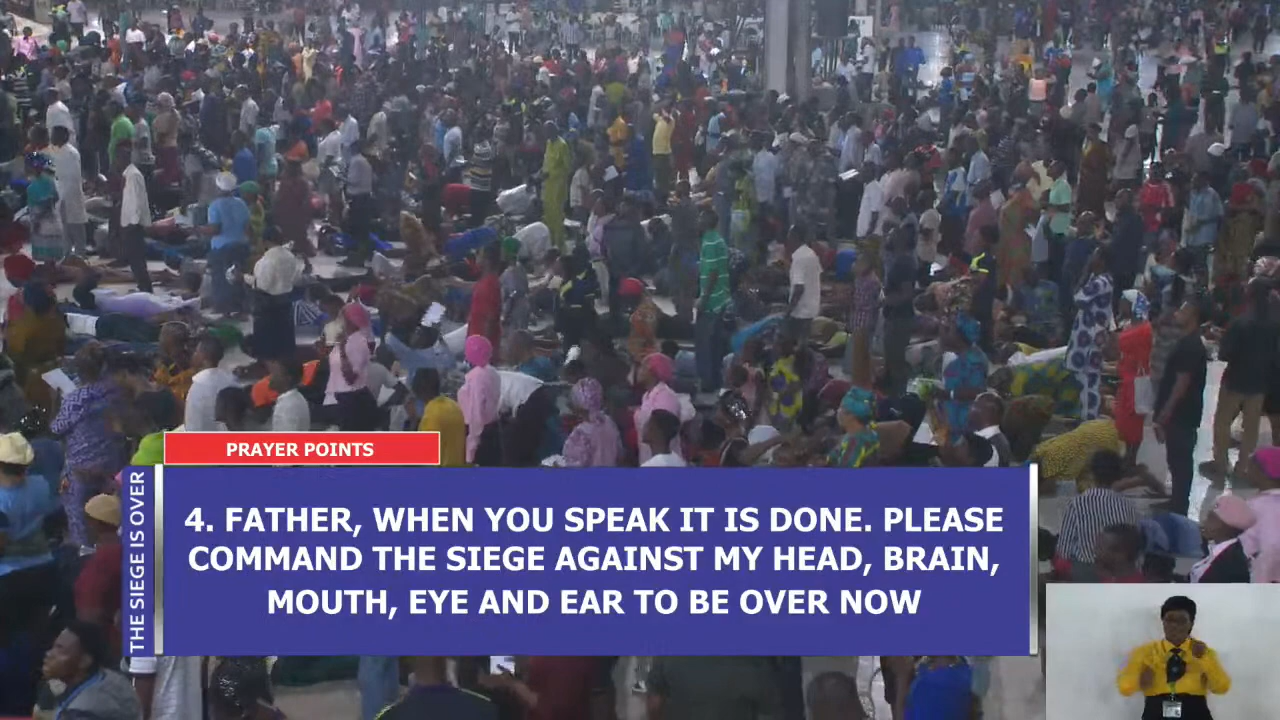 PRAYER POINTS
THE SIEGE IS OVER
4. FATHER, WHEN YOU SPEAK IT IS DONE. PLEASE
COMMAND THE SIEGE AGAINST MY HEAD, BRAIN,
MOUTH, EYE AND EAR TO BE OVER NOW